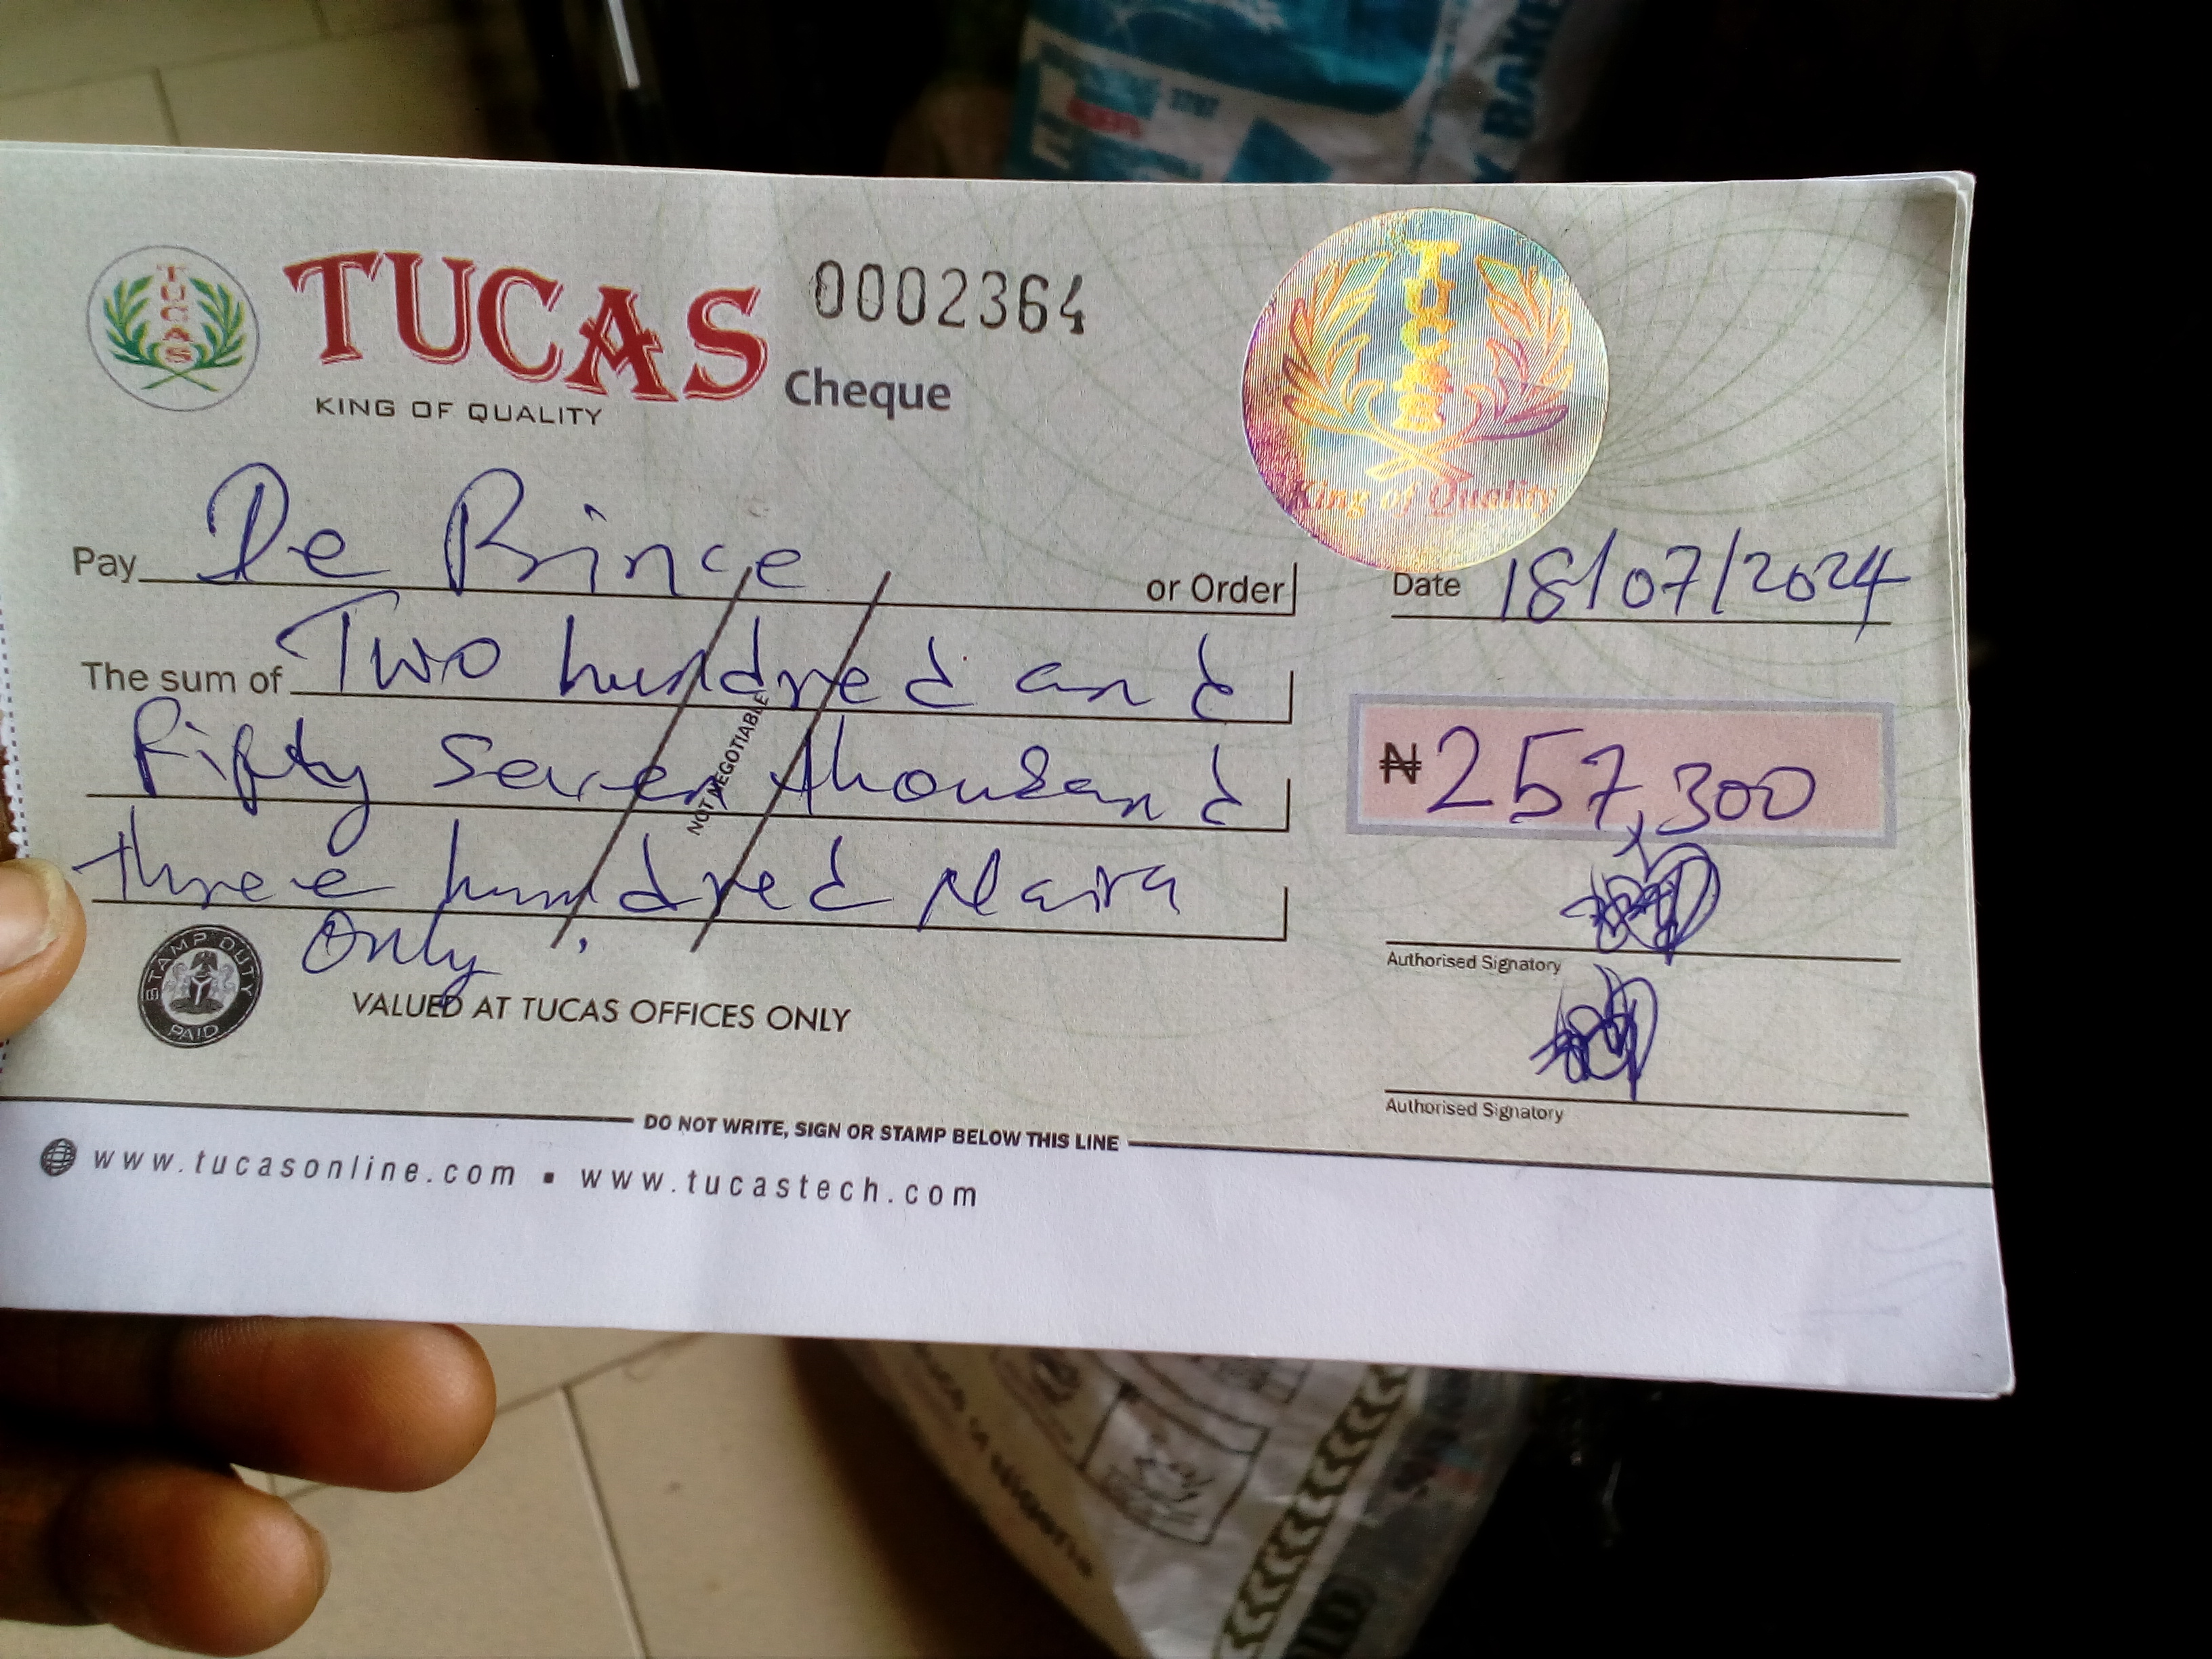 TUCAS
TUCAS
KING OF QUALITY
0002364
Cheque
TUCAS
King of Quality
Pay De Prince or Order
Date 18/07/2024
The sum of Two hundred and
fifty seven thousand
three hundred Naira
Only.
NOT NEGOTIABLE
₦257,300
Authorised Signatory
Authorised Signatory
STAMP DUTY
PAID
VALUED AT TUCAS OFFICES ONLY
DO NOT WRITE, SIGN OR STAMP BELOW THIS LINE
www.tucasonline.com ▪ www.tucastech.com